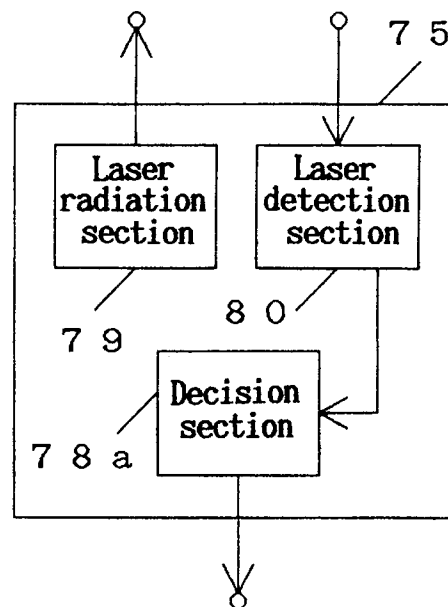 7 5
Laser
radiation
section
Laser
detection
section
7 9
8 0
Decision
section
7 8 a